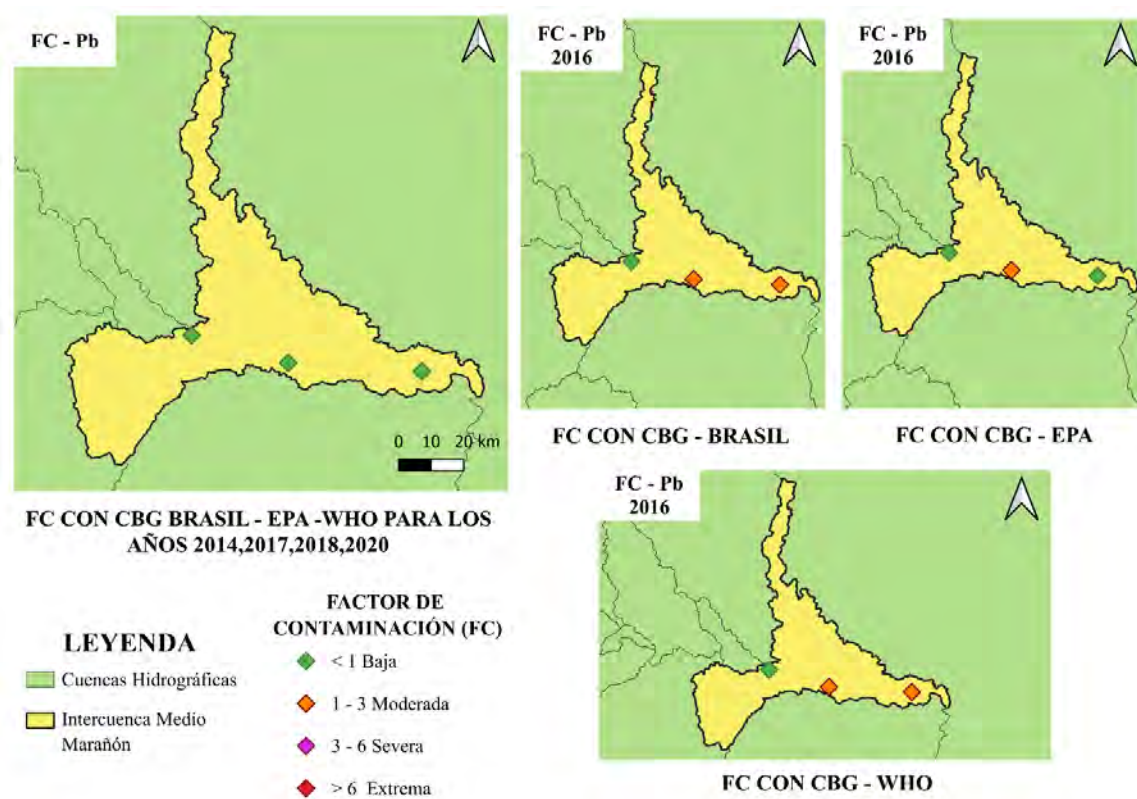 FC - Pb
0 10 20 km
FC CON CBG BRASIL - EPA -WHO PARA LOS
AÑOS 2014,2017,2018,2020
FC - Pb
2016
FC CON CBG - BRASIL
FC - Pb
2016
FC CON CBG - EPA
FC - Pb
2016
FC CON CBG - WHO
LEYENDA
Cuencas Hidrográficas
Intercuenca Medio
Marañón
FACTOR DE
CONTAMINACIÓN (FC)
< 1 Baja
1 - 3 Moderada
3 - 6 Severa
> 6 Extrema